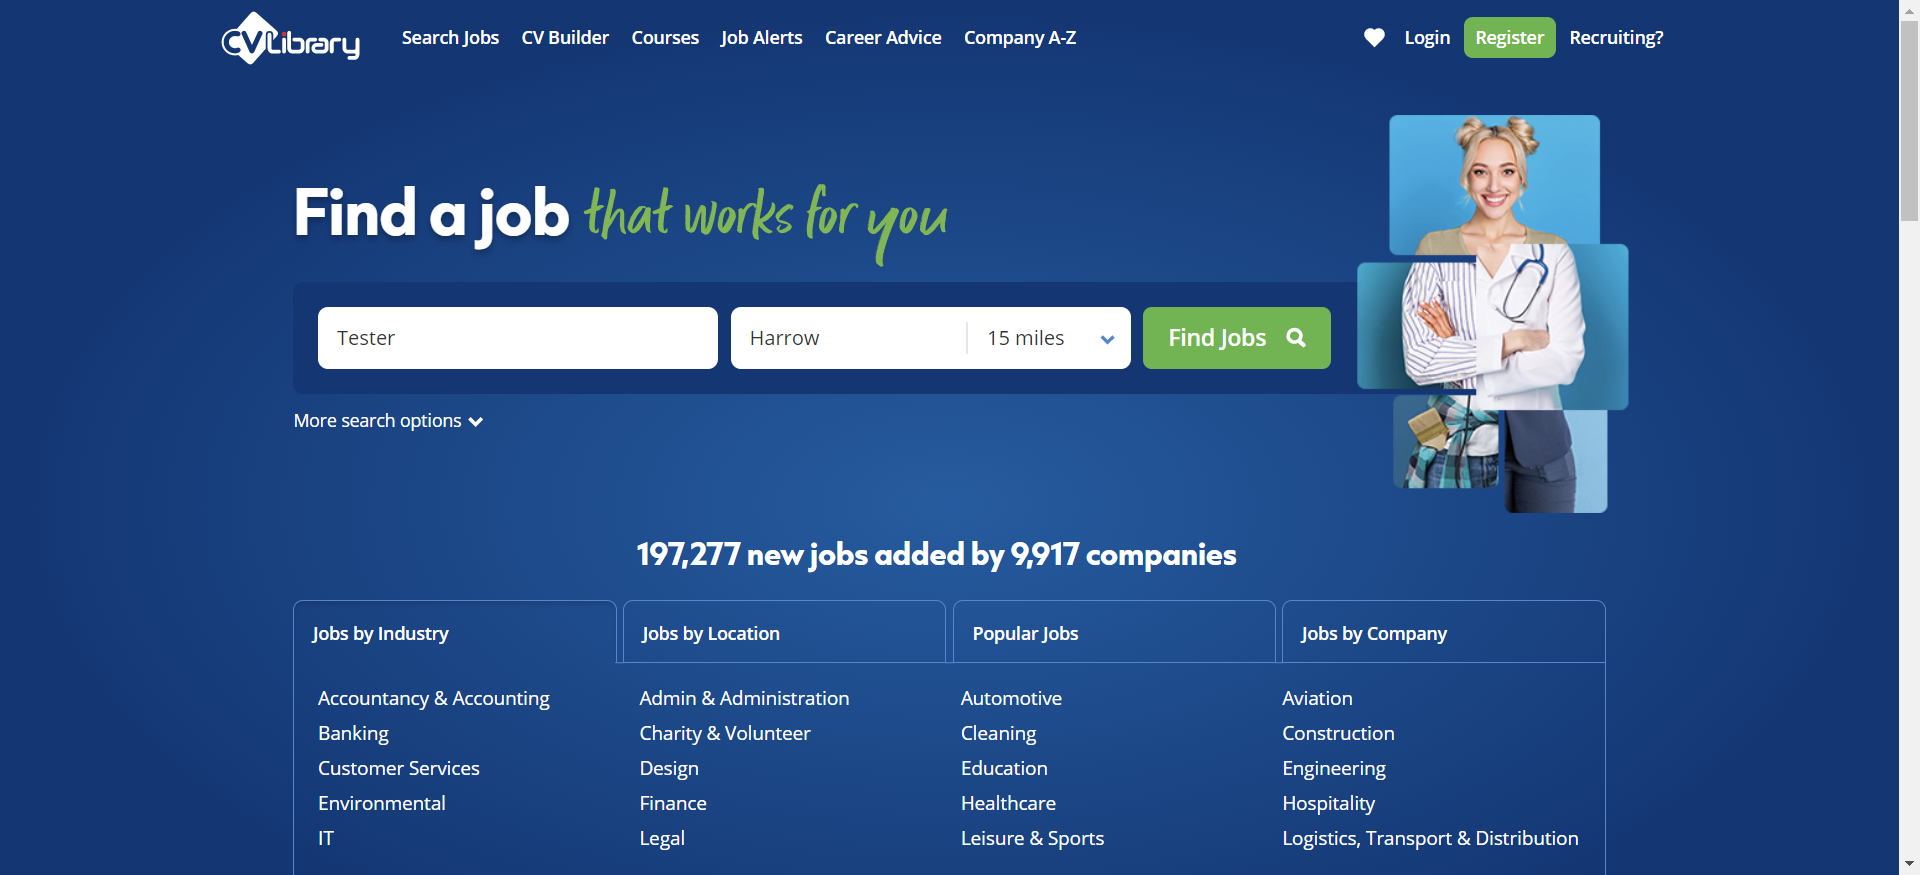 CVLibrary
Search Jobs CV Builder Courses Job Alerts Career Advice Company A-Z
Login Register Recruiting?
Find a job that works for you
Tester Harrow 15 miles Find Jobs
More search options
197,277 new jobs added by 9,917 companies
Jobs by Industry Jobs by Location Popular Jobs Jobs by Company
Accountancy & Accounting Admin & Administration Automotive Aviation
Banking Charity & Volunteer Cleaning Construction
Customer Services Design Education Engineering
Environmental Finance Healthcare Hospitality
IT Legal Leisure & Sports Logistics, Transport & Distribution